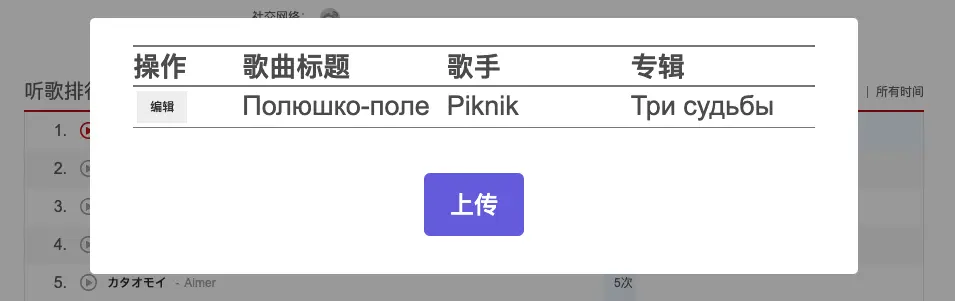 社交网络：
操作 歌曲标题 歌手 专辑
编辑 Полюшко-поле Piknik Три судьбы
上传
听歌排行
所有时间
1.
2.
3.
4.
5. カタオモイ - Aimer 5次